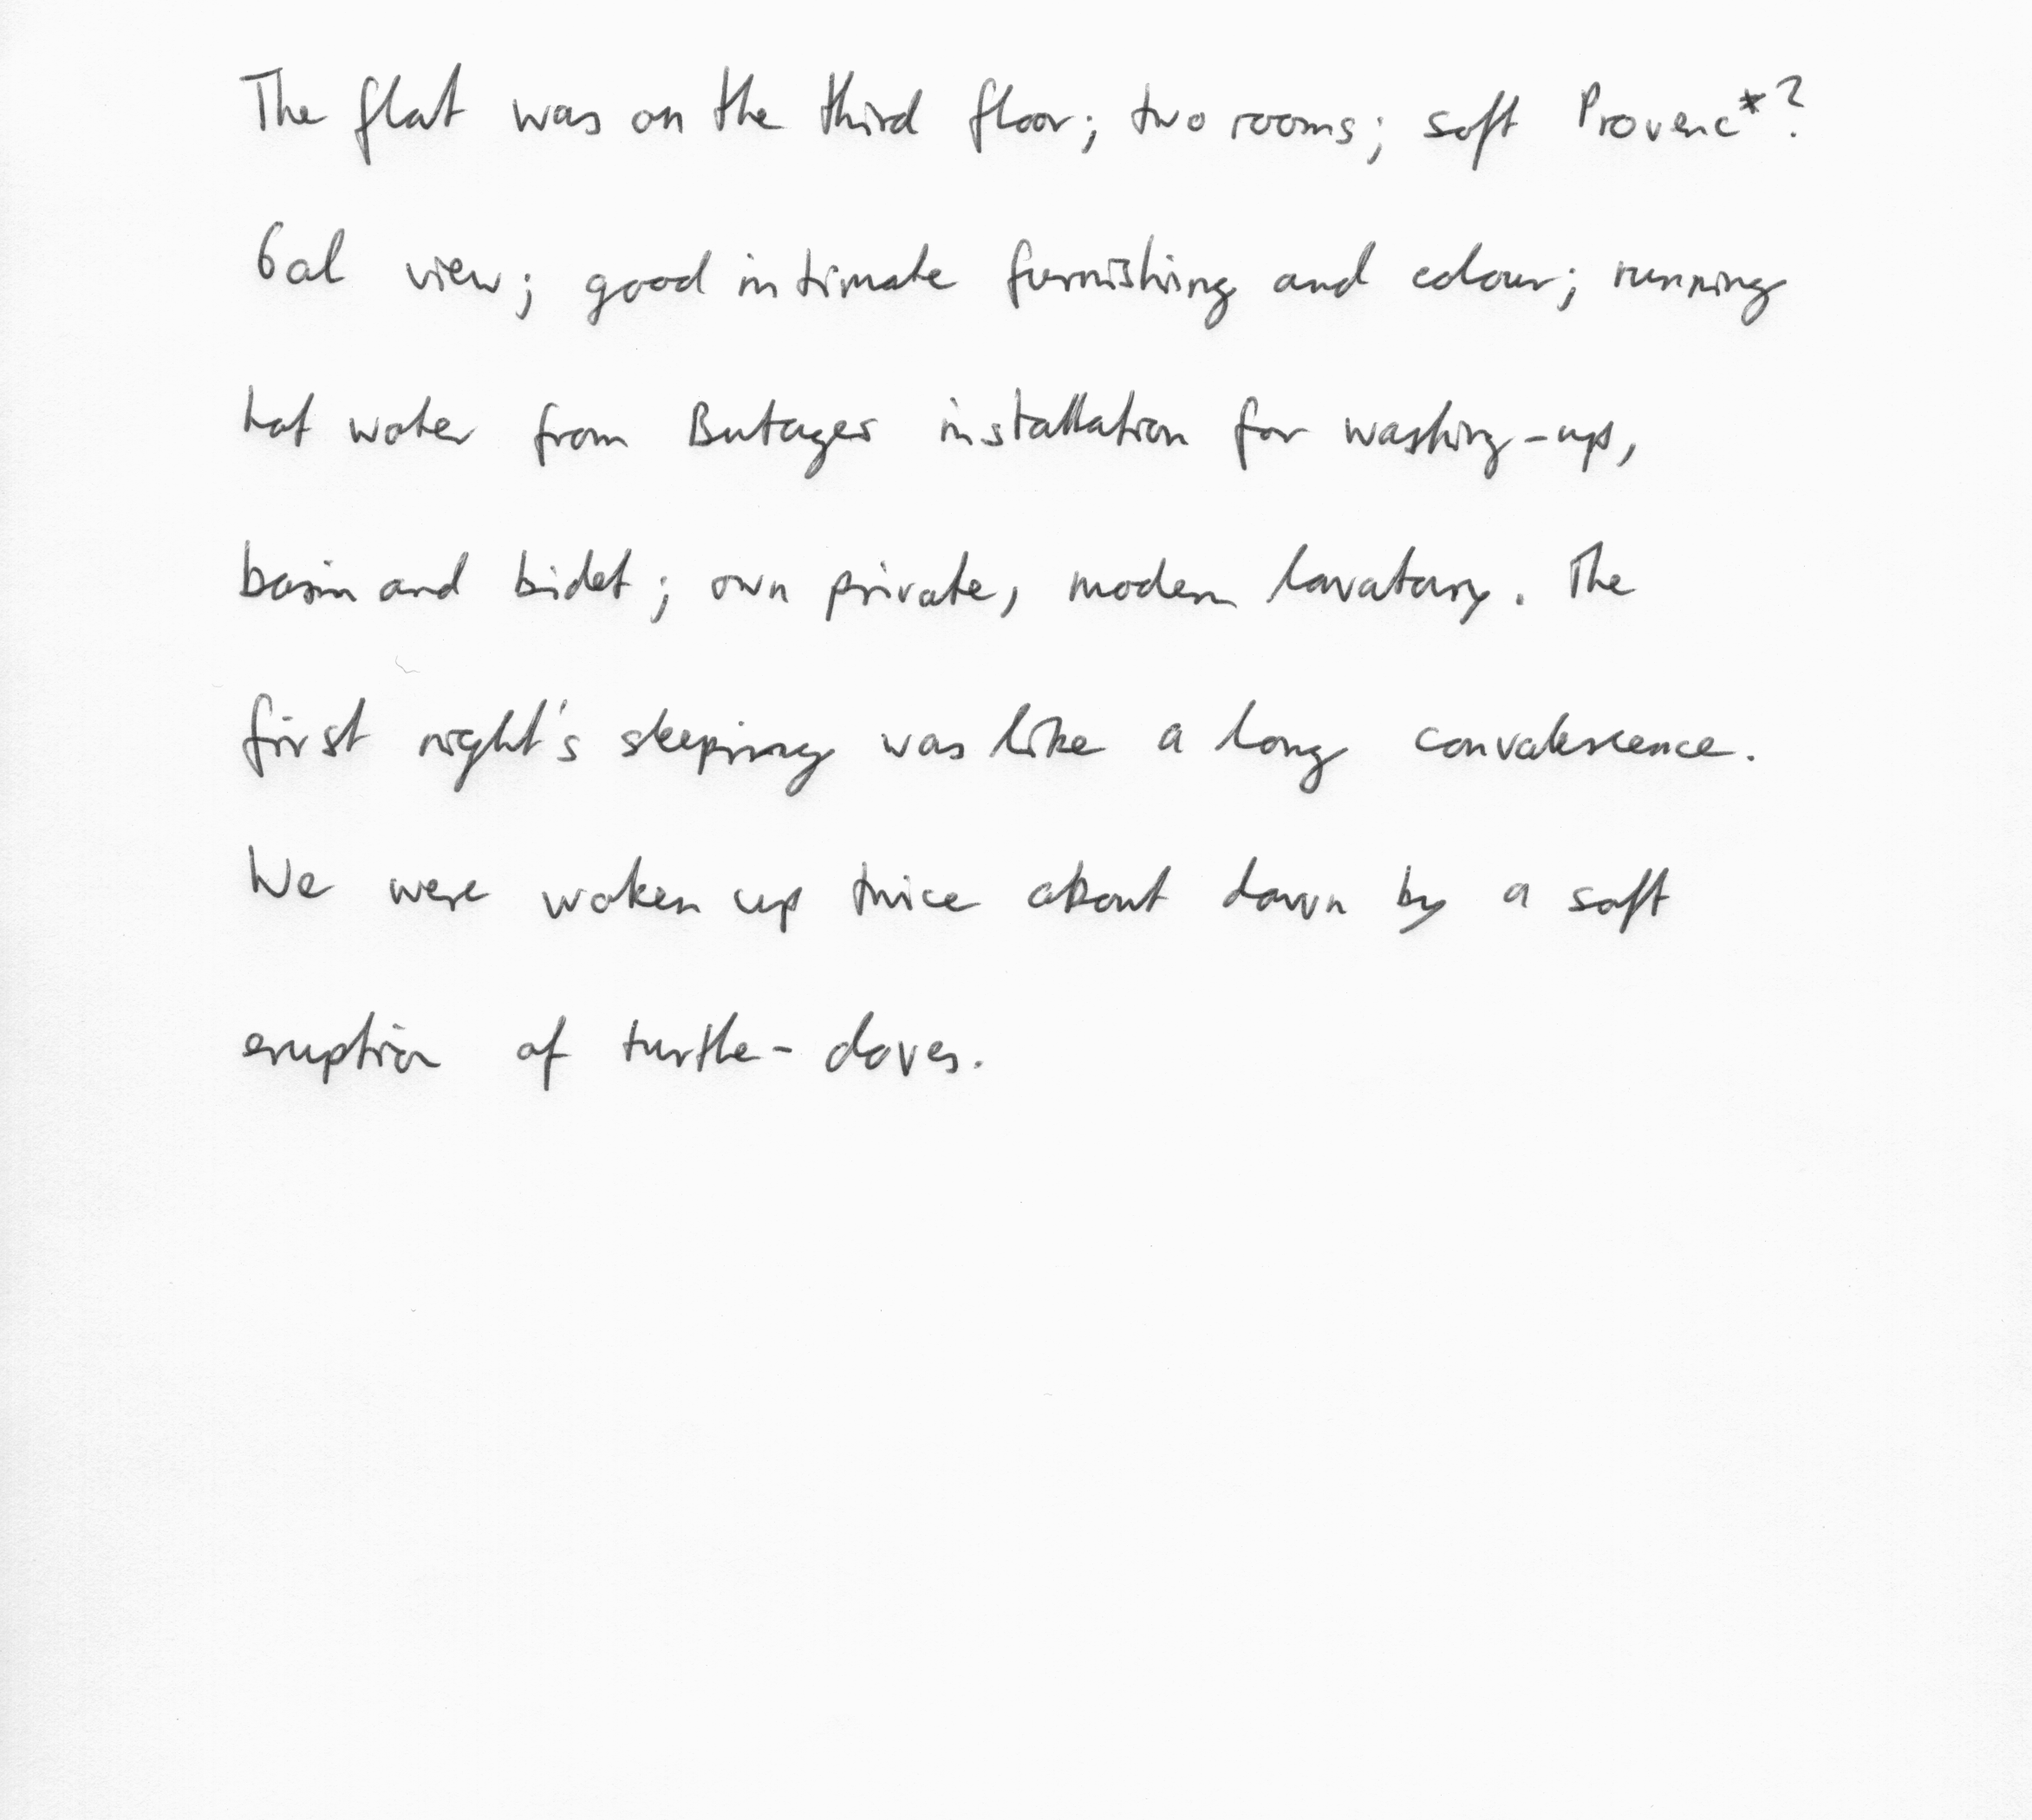 The flat was on the third floor; two rooms; soft Provenc*?
6al view; good intimate furnishing and colour; running
hot water from Butages installation for washing-up,
basin and bidet; own private, modern lavatory. The
first night's sleeping was like a long convalescence.
We were woken up twice about dawn by a soft
eruption of turtle-doves.